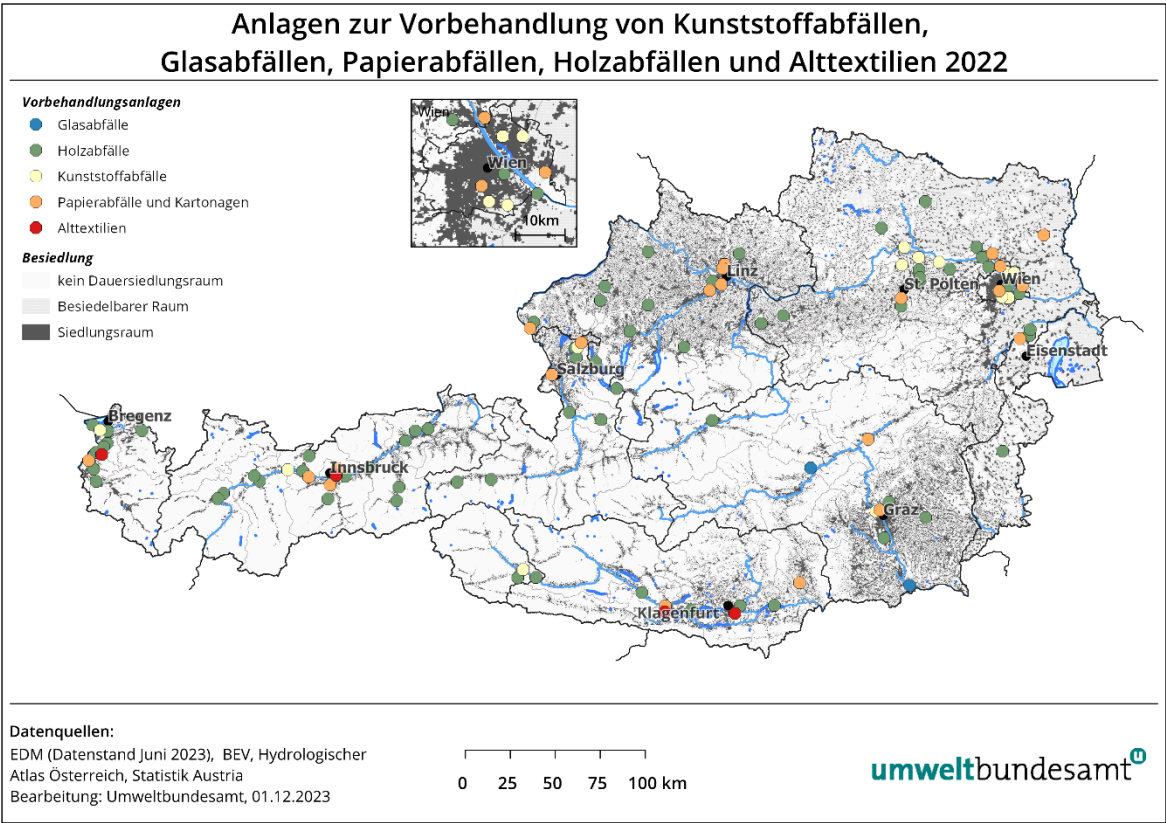 Anlagen zur Vorbehandlung von Kunststoffabfällen,
Glasabfällen, Papierabfällen, Holzabfällen und Alttextilien 2022
Vorbehandlungsanlagen
Glasabfälle
Holzabfälle
Kunststoffabfälle
Papierabfälle und Kartonagen
Alttextilien
Besiedlung
kein Dauersiedlungsraum
Besiedelbarer Raum
Siedlungsraum
Wien
Wien
10km
Linz
St. Pölten
Wien
Eisenstadt
Salzburg
Bregenz
Innsbruck
Graz
Klagenfurt
Datenquellen:
EDM (Datenstand Juni 2023), BEV, Hydrologischer
Atlas Österreich, Statistik Austria
Bearbeitung: Umweltbundesamt, 01.12.2023
0 25 50 75 100 km
umweltbundesamt u